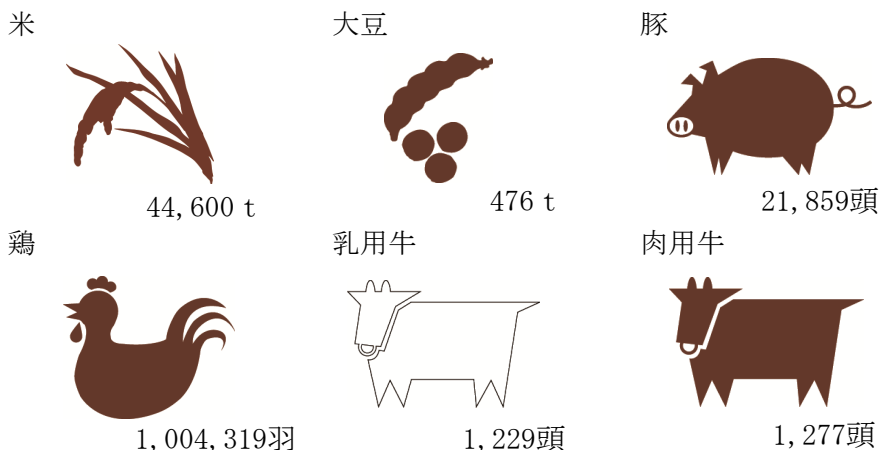 米
大豆
豚
44,600 t
476 t
21,859頭
鶏
乳用牛
肉用牛
1,004,319羽
1,229頭
1,277頭